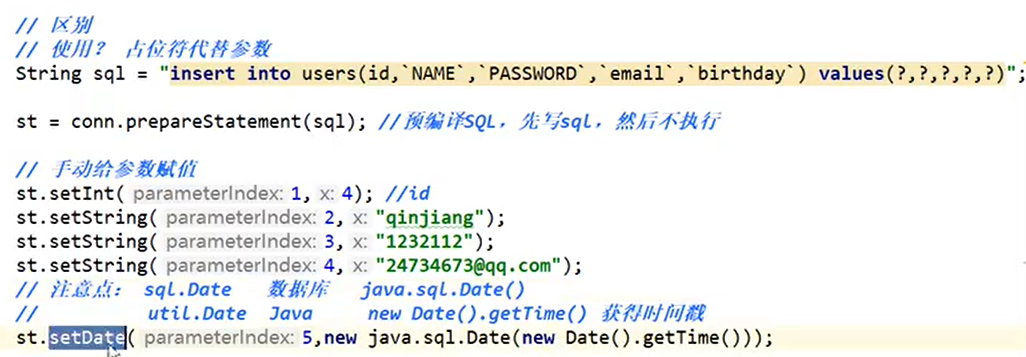 // 区别
// 使用? 占位符代替参数
String sql = "insert into users(id,`NAME`,`PASSWORD`,`email`,`birthday`) values(?,?,?,?,?)";
st = conn.prepareStatement(sql); //预编译SQL，先写sql，然后不执行
// 手动给参数赋值
st.setInt( parameterIndex: 1, x: 4); //id
st.setString( parameterIndex: 2, x: "qinjiang");
st.setString( parameterIndex: 3, x: "1232112");
st.setString( parameterIndex: 4, x: "24734673@qq.com");
// 注意点： sql.Date 数据库 java.sql.Date()
// util.Date Java new Date().getTime() 获得时间戳
st.setDate( parameterIndex: 5,new java.sql.Date(new Date().getTime()));